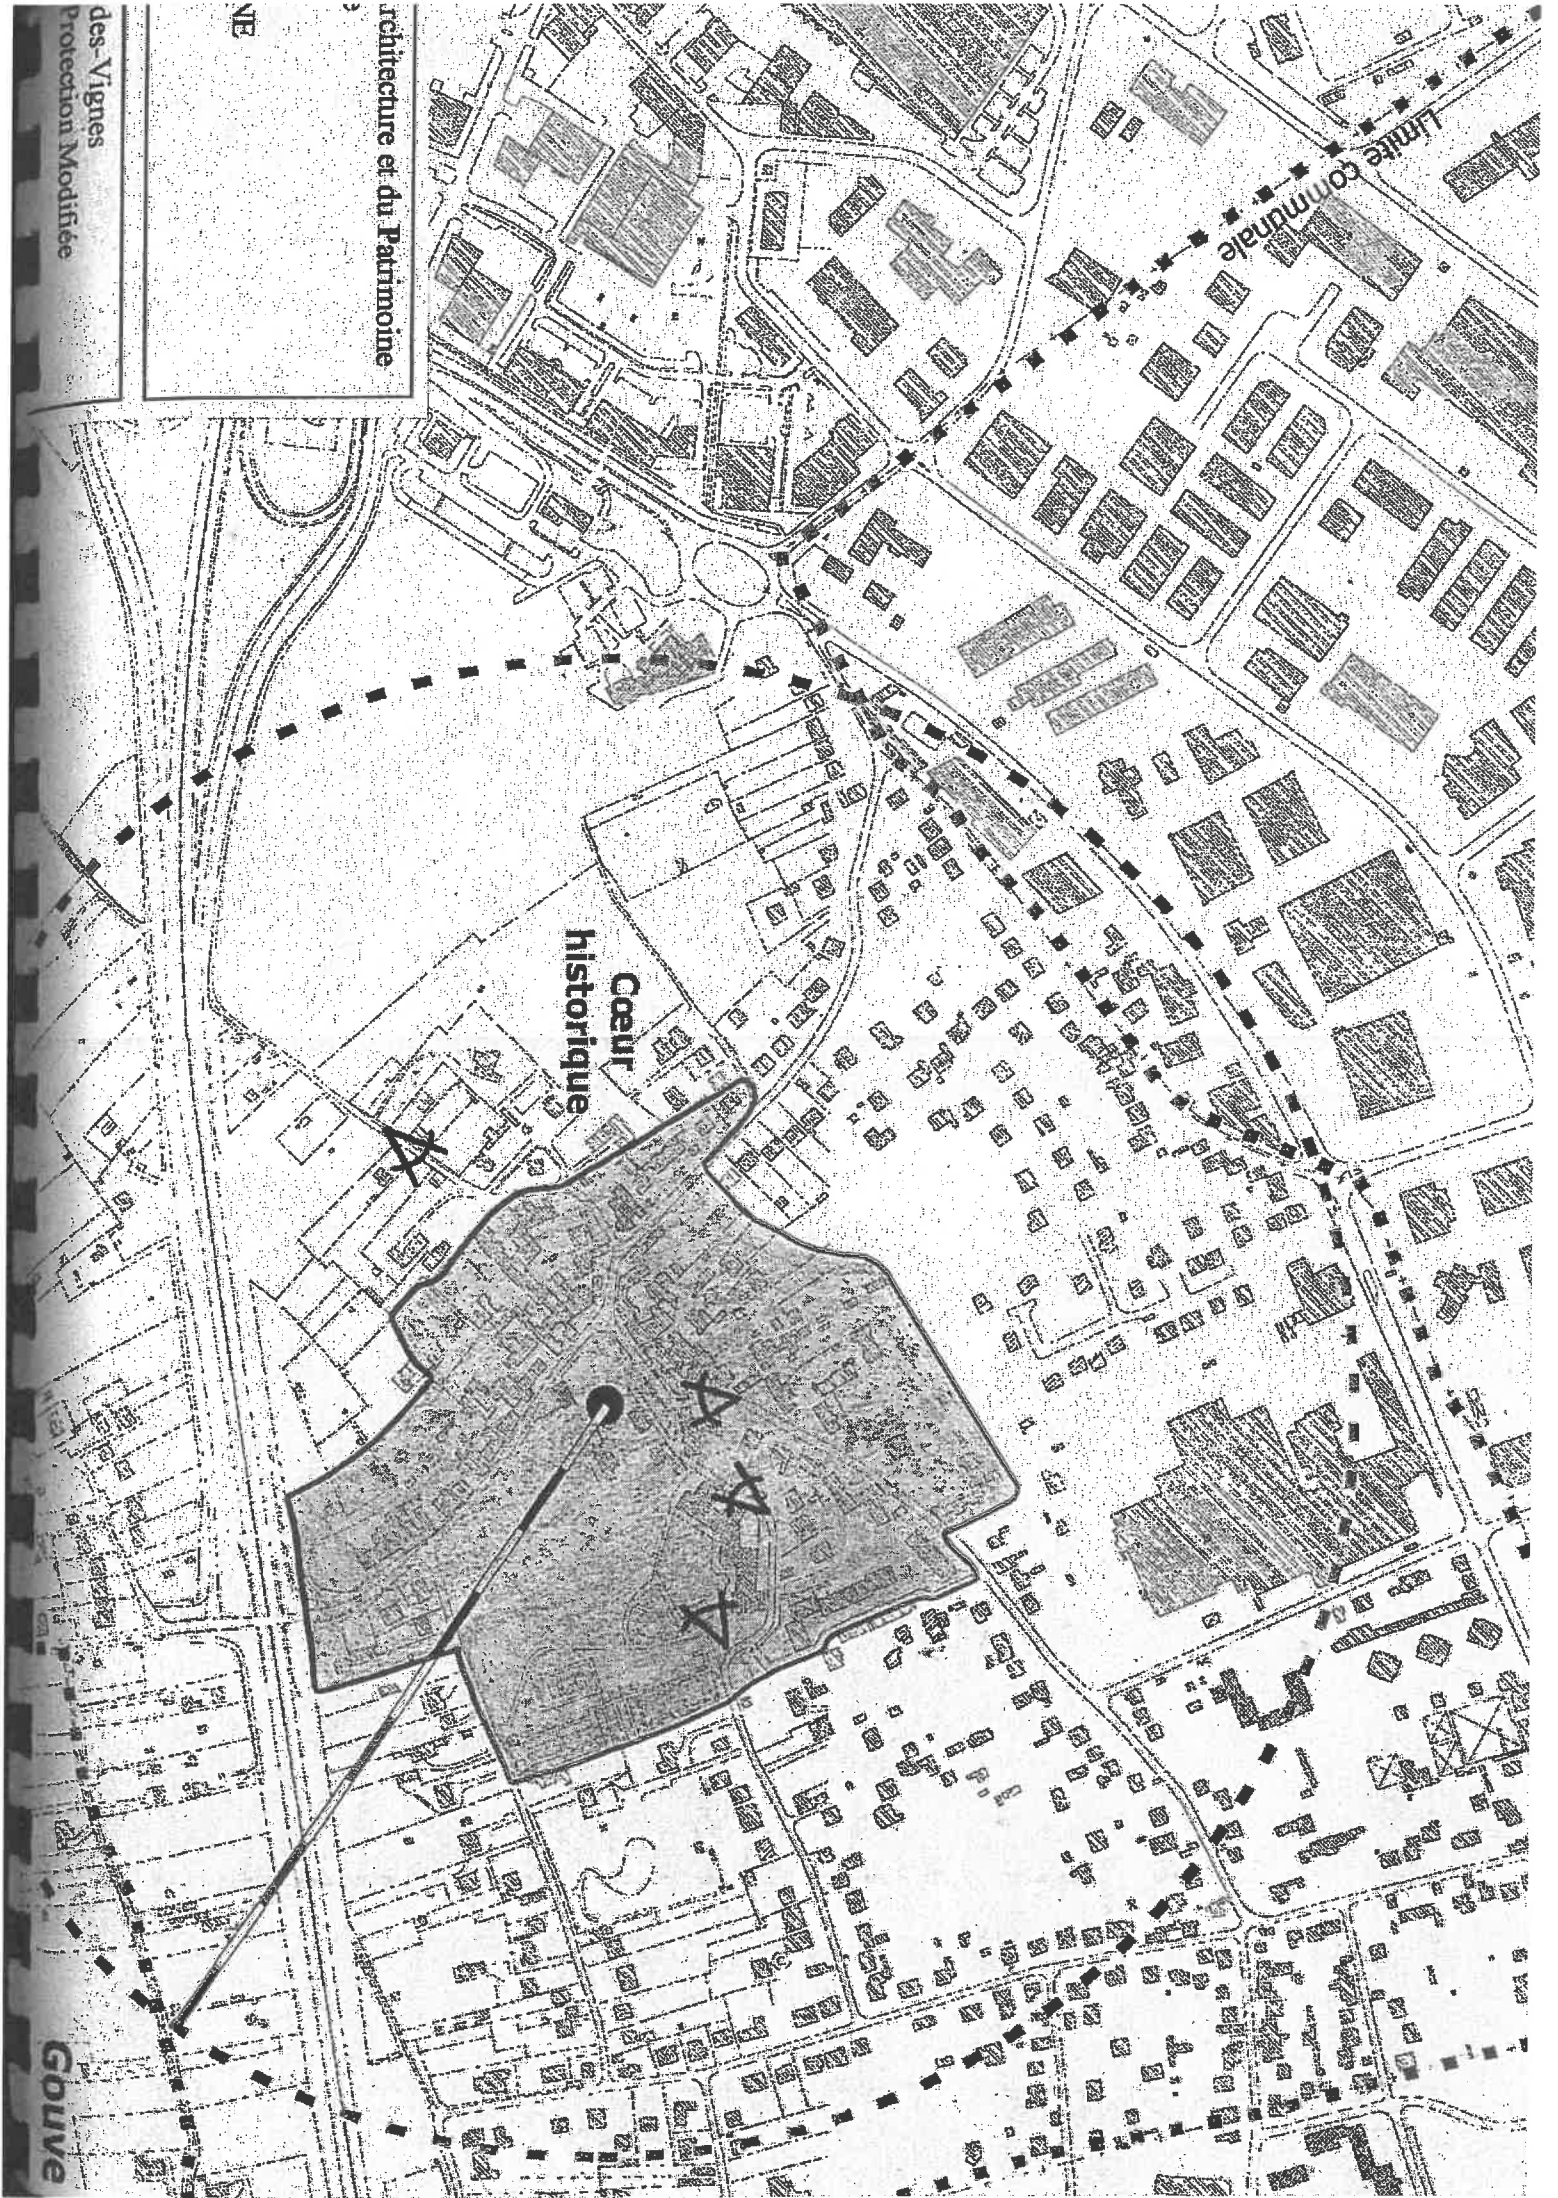 rchitecture et du Patrimoine
NE
des-Vignes
Protection Modifiée
Limite communale
Cœur
historique
Gouve